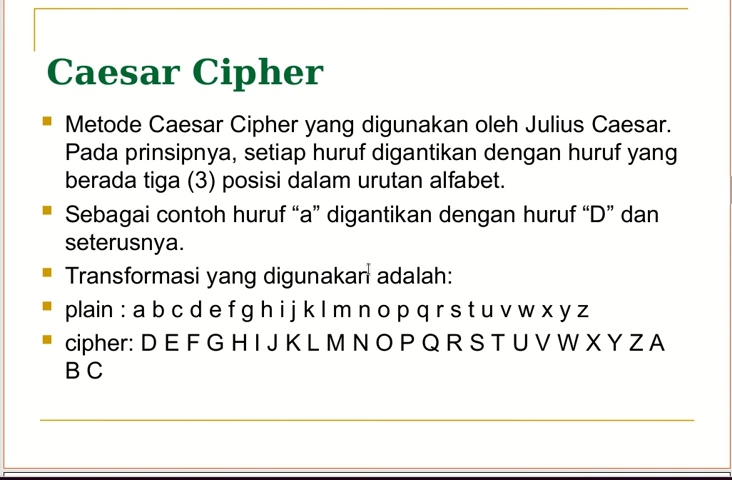 Caesar Cipher
Metode Caesar Cipher yang digunakan oleh Julius Caesar.
Pada prinsipnya, setiap huruf digantikan dengan huruf yang
berada tiga (3) posisi dalam urutan alfabet.
Sebagai contoh huruf “a” digantikan dengan huruf “D” dan
seterusnya.
Transformasi yang digunakan adalah:
plain : a b c d e f g h i j k l m n o p q r s t u v w x y z
cipher: D E F G H I J K L M N O P Q R S T U V W X Y Z A
B C